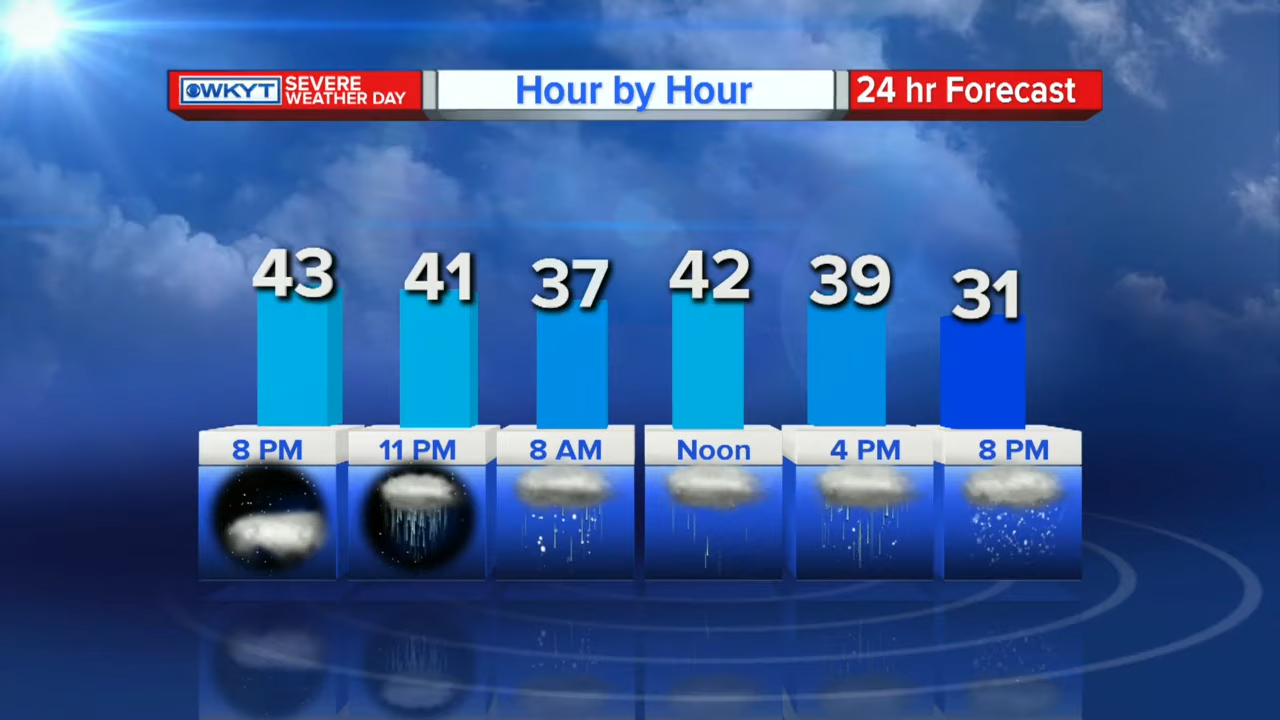 WKYT
SEVERE
WEATHER DAY
Hour by Hour
24 hr Forecast
43 41 37 42 39 31
8 PM 11 PM 8 AM Noon 4 PM 8 PM